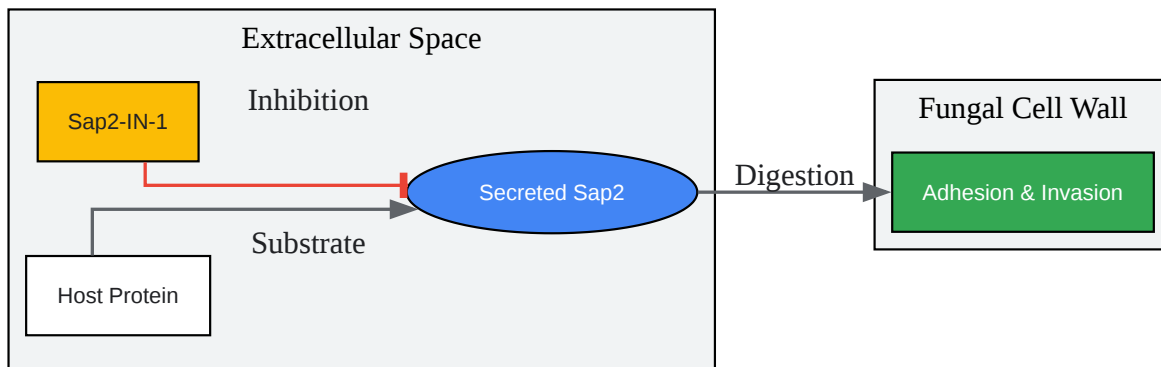 Extracellular Space
Inhibition
Sap2-IN-1
Secreted Sap2
Substrate
Host Protein
Digestion
Fungal Cell Wall
Adhesion & Invasion